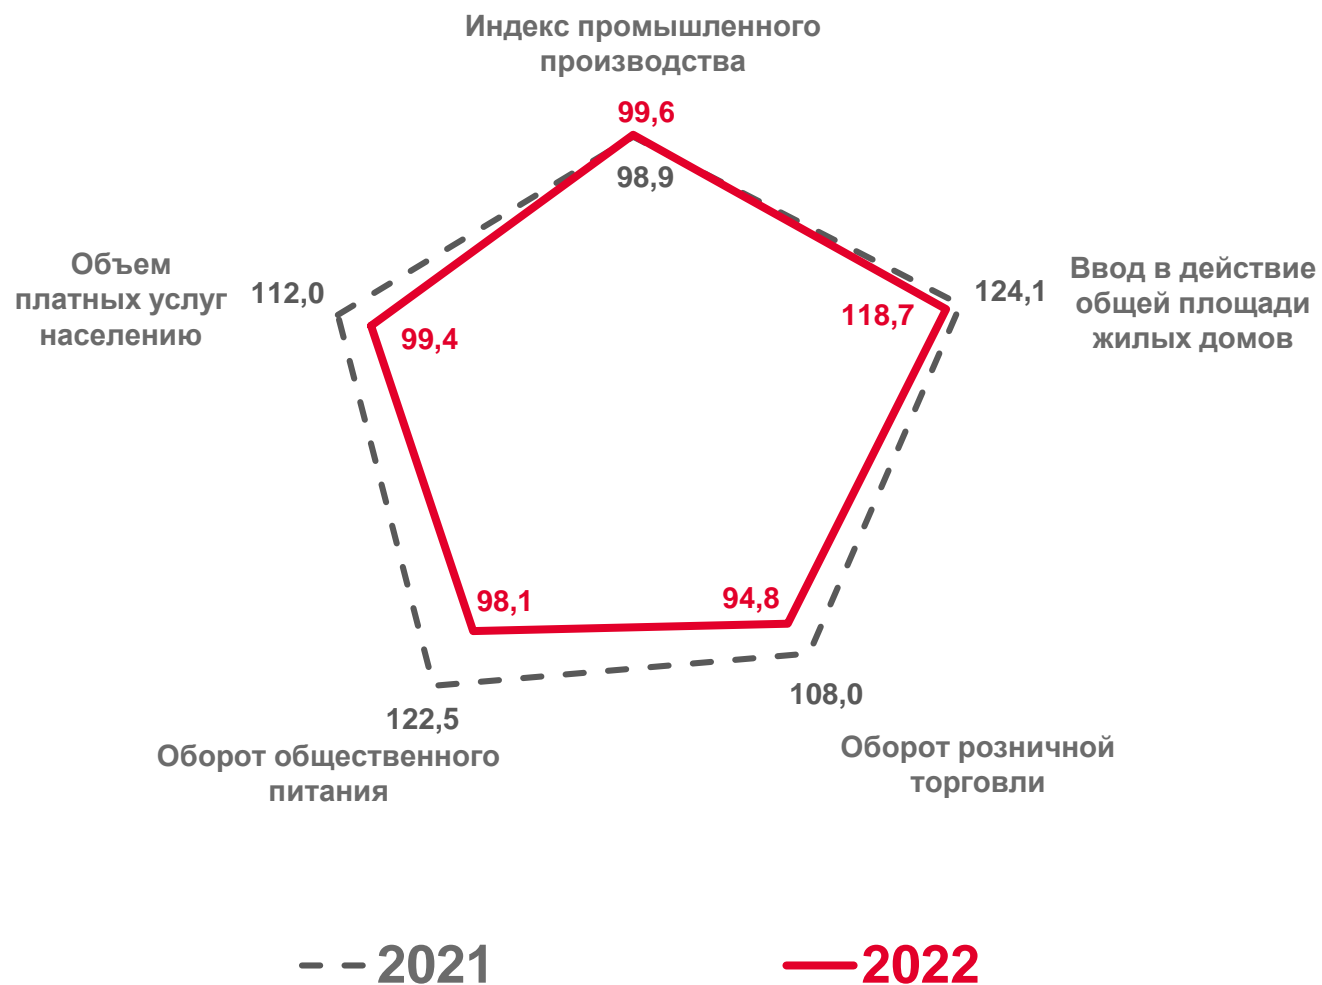 Индекс промышленного
производства
99,6
98,9
Объем
платных услуг
населению
112,0
99,4
124,1
118,7
Ввод в действие
общей площади
жилых домов
98,1
94,8
122,5
108,0
Оборот общественного
питания
Оборот розничной
торговли
2021
2022